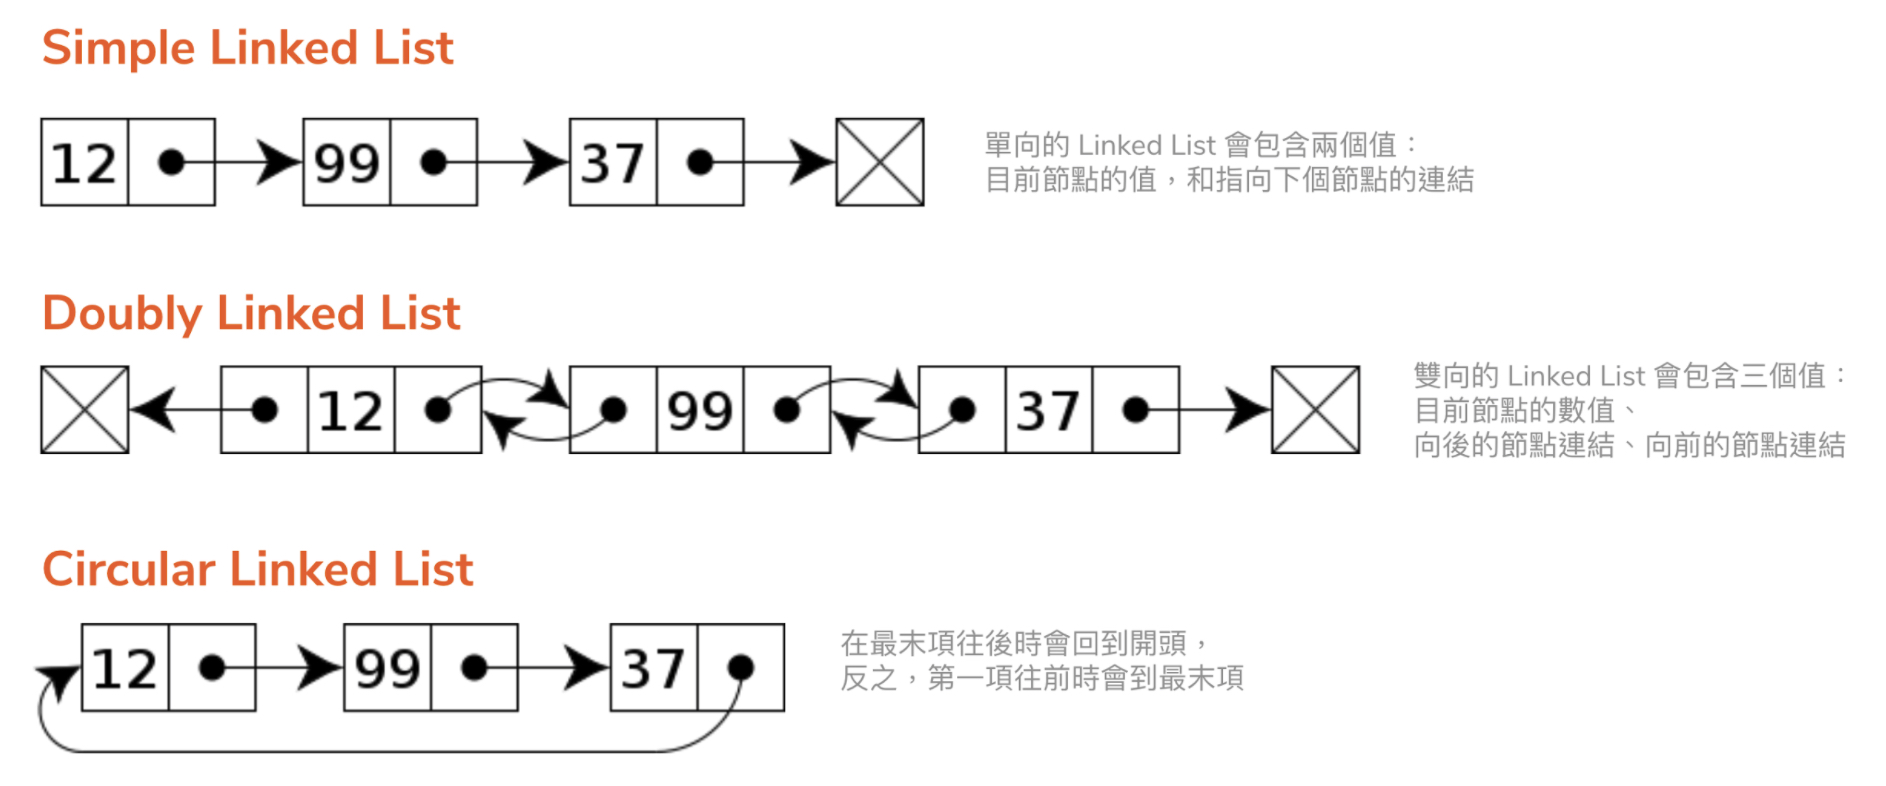 Simple Linked List
12
99
37
單向的 Linked List 會包含兩個值：
目前節點的值，和指向下個節點的連結
Doubly Linked List
12
99
37
雙向的 Linked List 會包含三個值：
目前節點的數值、
向後的節點連結、向前的節點連結
Circular Linked List
12
99
37
在最末項往後時會回到開頭，
反之，第一項往前時會到最末項